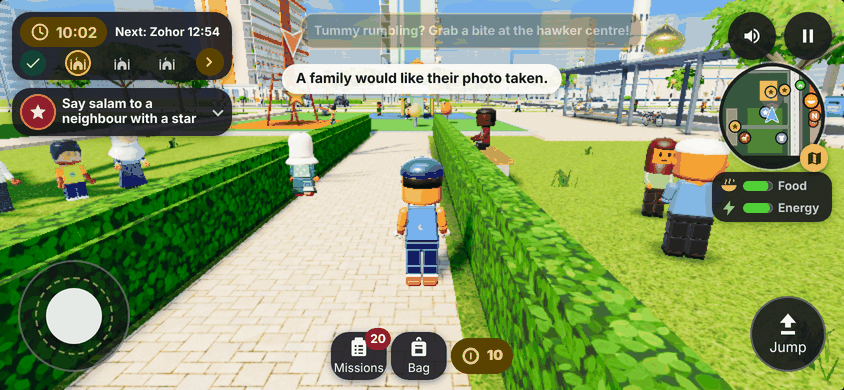 10:02
Next: Zohor 12:54
Say salam to a
neighbour with a star
Tummy rumbling? Grab a bite at the hawker centre!
A family would like their photo taken.
Food
Energy
Missions
20
Bag
10
Jump
N